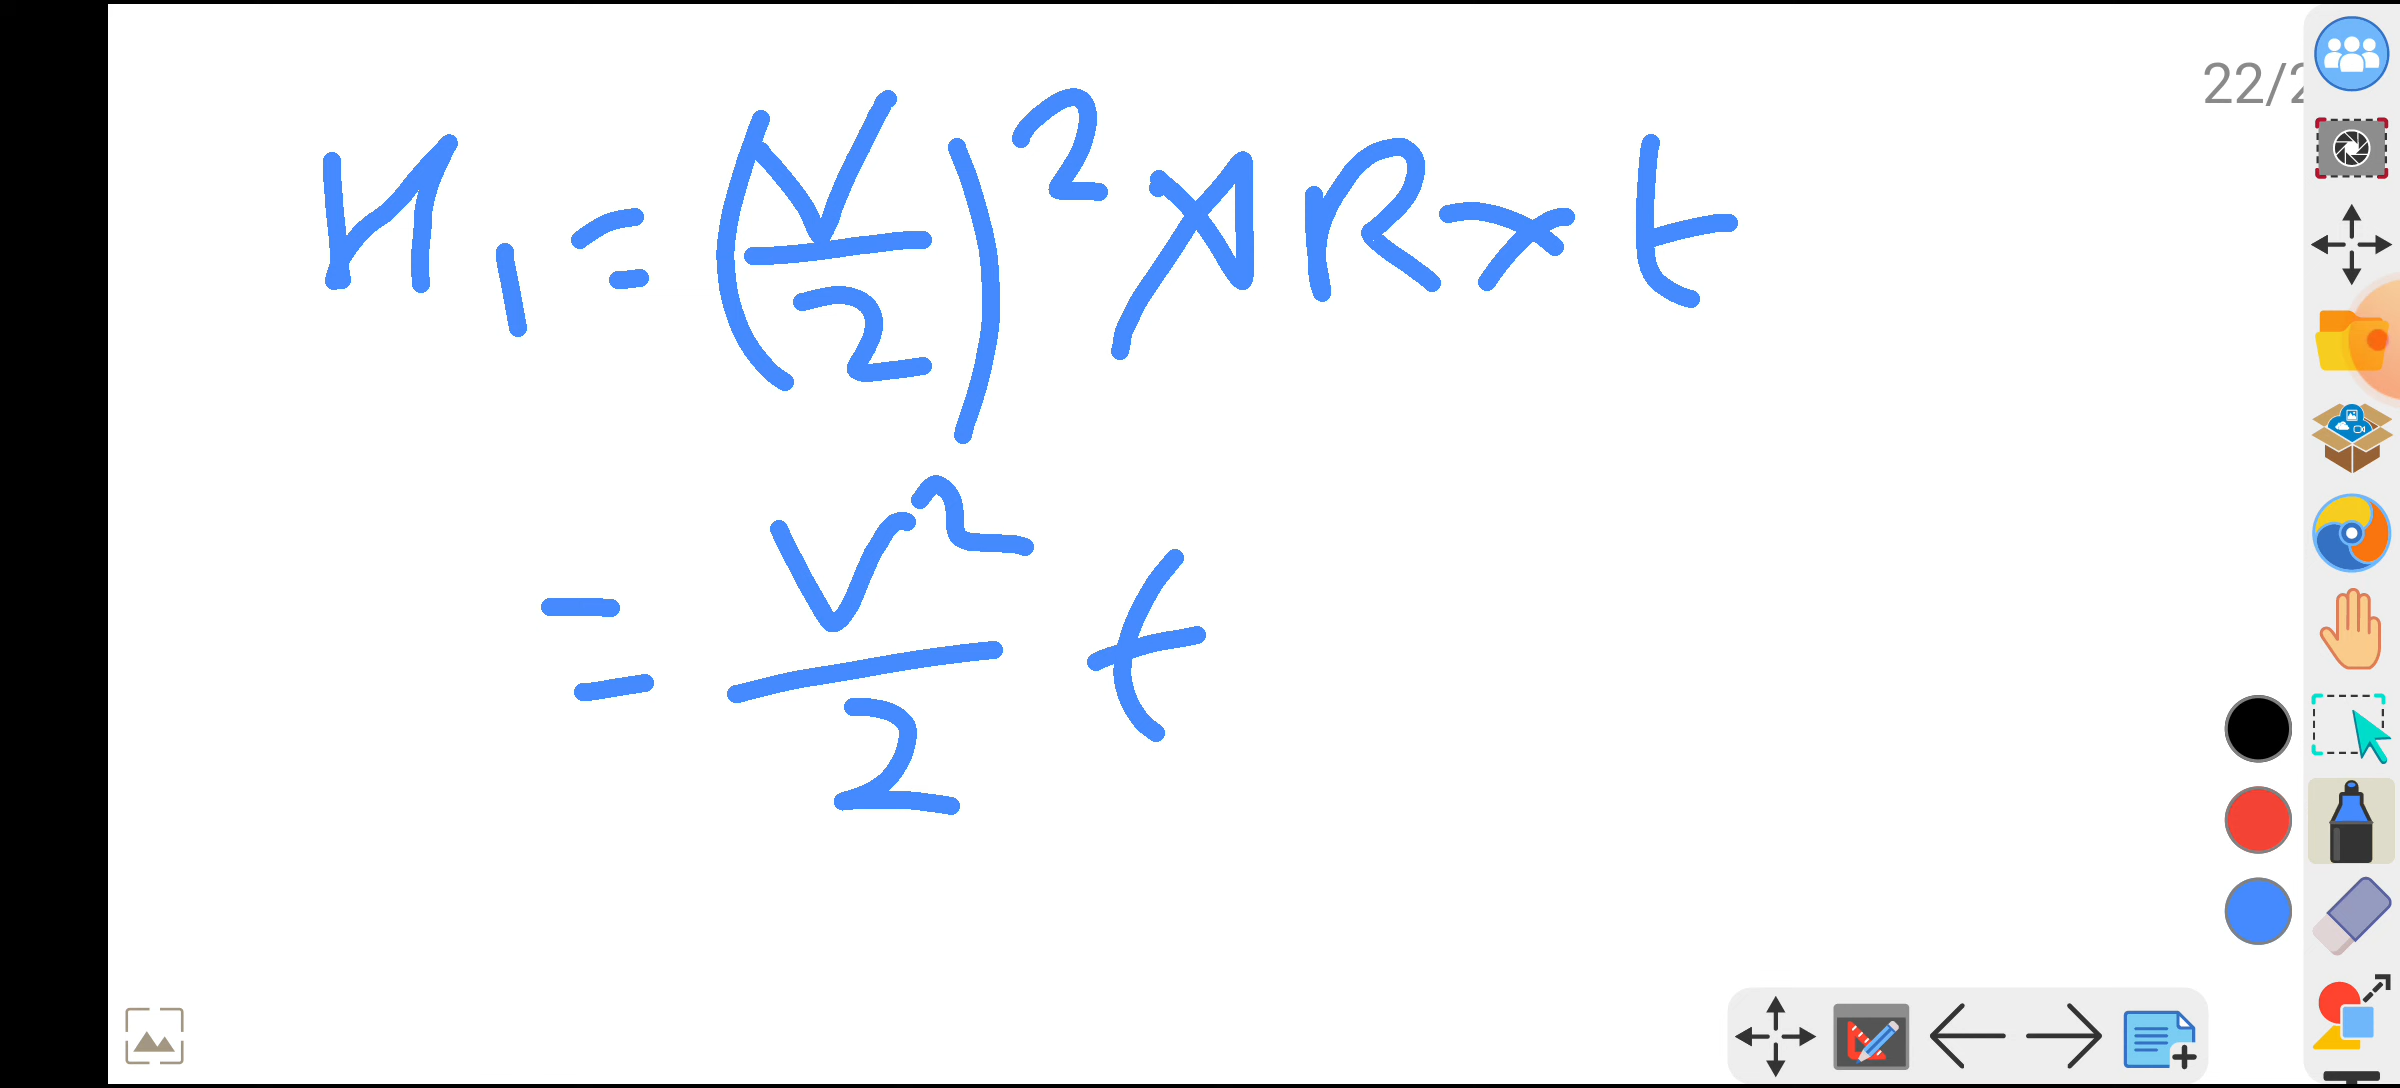 22/2
H₁ = (V/2)² × R × t
= V²/2 t